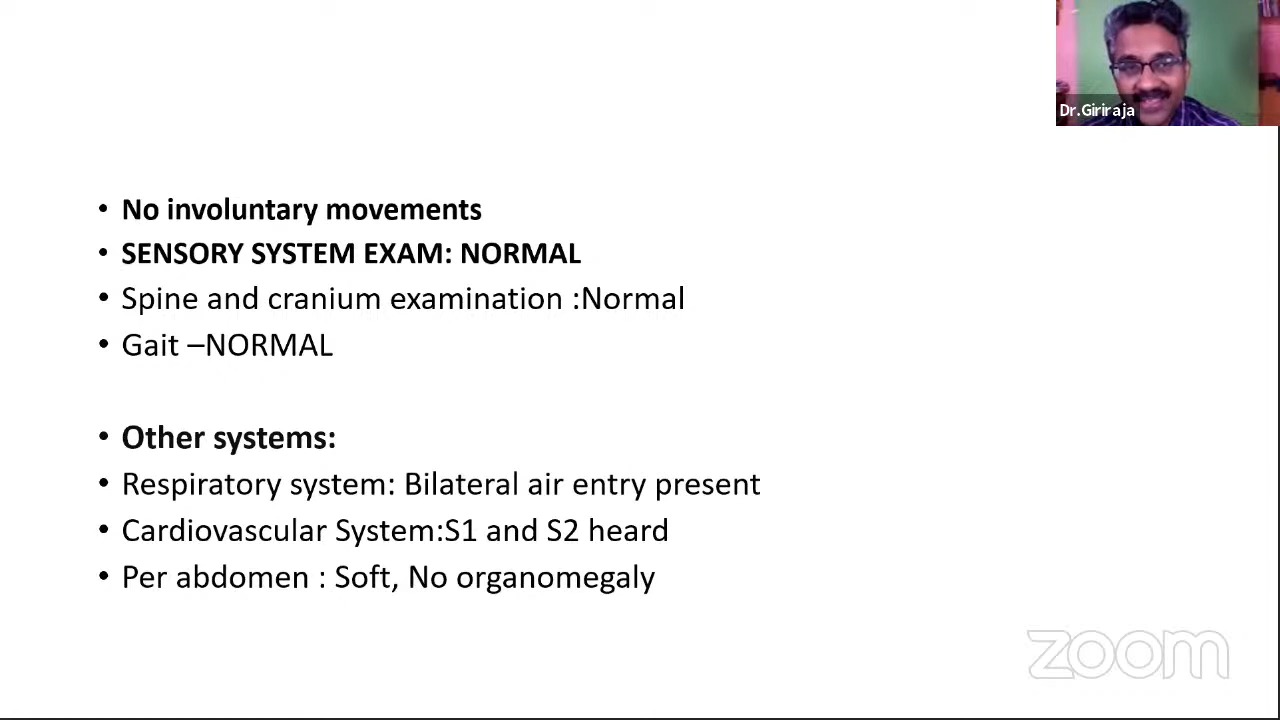 Dr.Giriraja
• No involuntary movements
• SENSORY SYSTEM EXAM: NORMAL
• Spine and cranium examination :Normal
• Gait –NORMAL
• Other systems:
• Respiratory system: Bilateral air entry present
• Cardiovascular System:S1 and S2 heard
• Per abdomen : Soft, No organomegaly
zoom